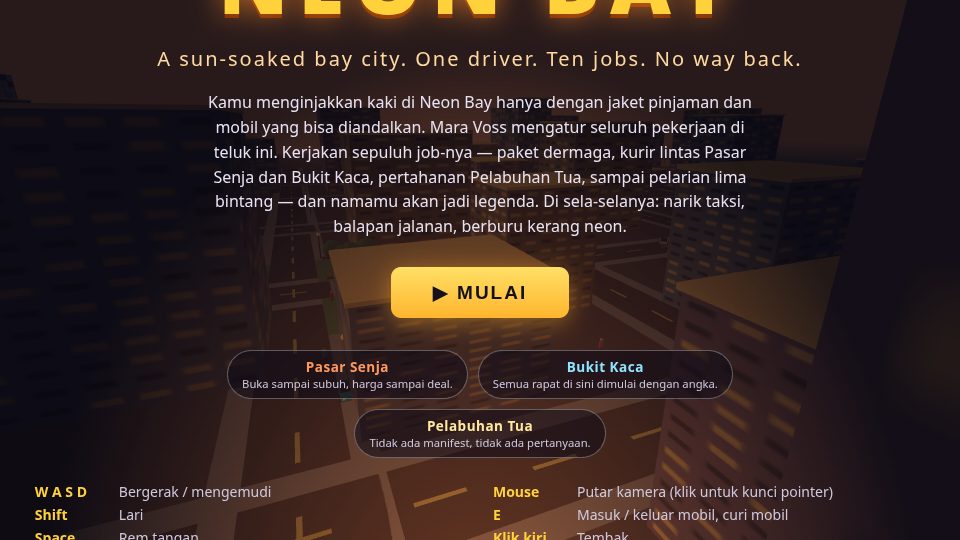 NEON BAY
A sun-soaked bay city. One driver. Ten jobs. No way back.
Kamu menginjakkan kaki di Neon Bay hanya dengan jaket pinjaman dan
mobil yang bisa diandalkan. Mara Voss mengatur seluruh pekerjaan di
teluk ini. Kerjakan sepuluh job-nya — paket dermaga, kurir lintas Pasar
Senja dan Bukit Kaca, pertahanan Pelabuhan Tua, sampai pelarian lima
bintang — dan namamu akan jadi legenda. Di sela-selanya: narik taksi,
balapan jalanan, berburu kerang neon.
▶ MULAI
Pasar Senja
Buka sampai subuh, harga sampai deal.
Bukit Kaca
Semua rapat di sini dimulai dengan angka.
Pelabuhan Tua
Tidak ada manifest, tidak ada pertanyaan.
W A S D Bergerak / mengemudi
Mouse Putar kamera (klik untuk kunci pointer)
Shift Lari
E Masuk / keluar mobil, curi mobil
Space Rem tangan
Klik kiri Tembak